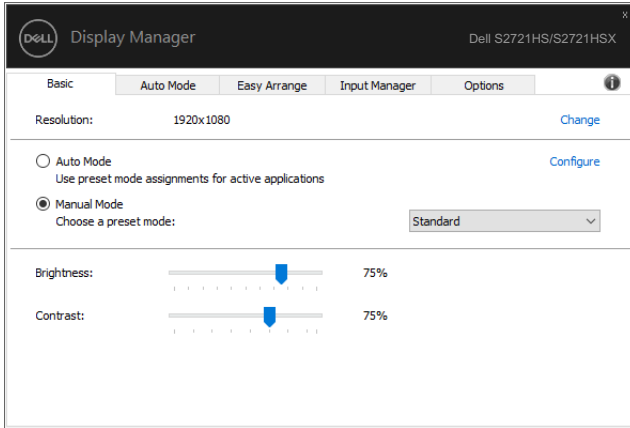 x
DELL Display Manager Dell S2721HS/S2721HSX
Basic Auto Mode Easy Arrange Input Manager Options i
Resolution: 1920x1080 Change
Auto Mode Configure
Use preset mode assignments for active applications
Manual Mode
Choose a preset mode: Standard
Brightness: 75%
Contrast: 75%